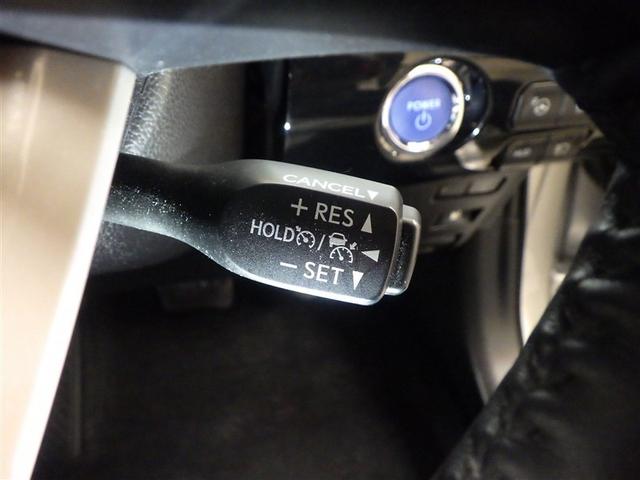 POWER
CANCEL▼
+ RES ▲
HOLD / ◀
− SET ▼